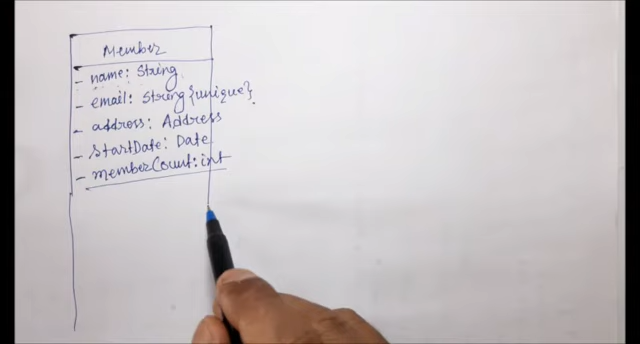 Member
- name: String
- email: String {unique}
- address: Address
- startDate: Date
- memberCount: int